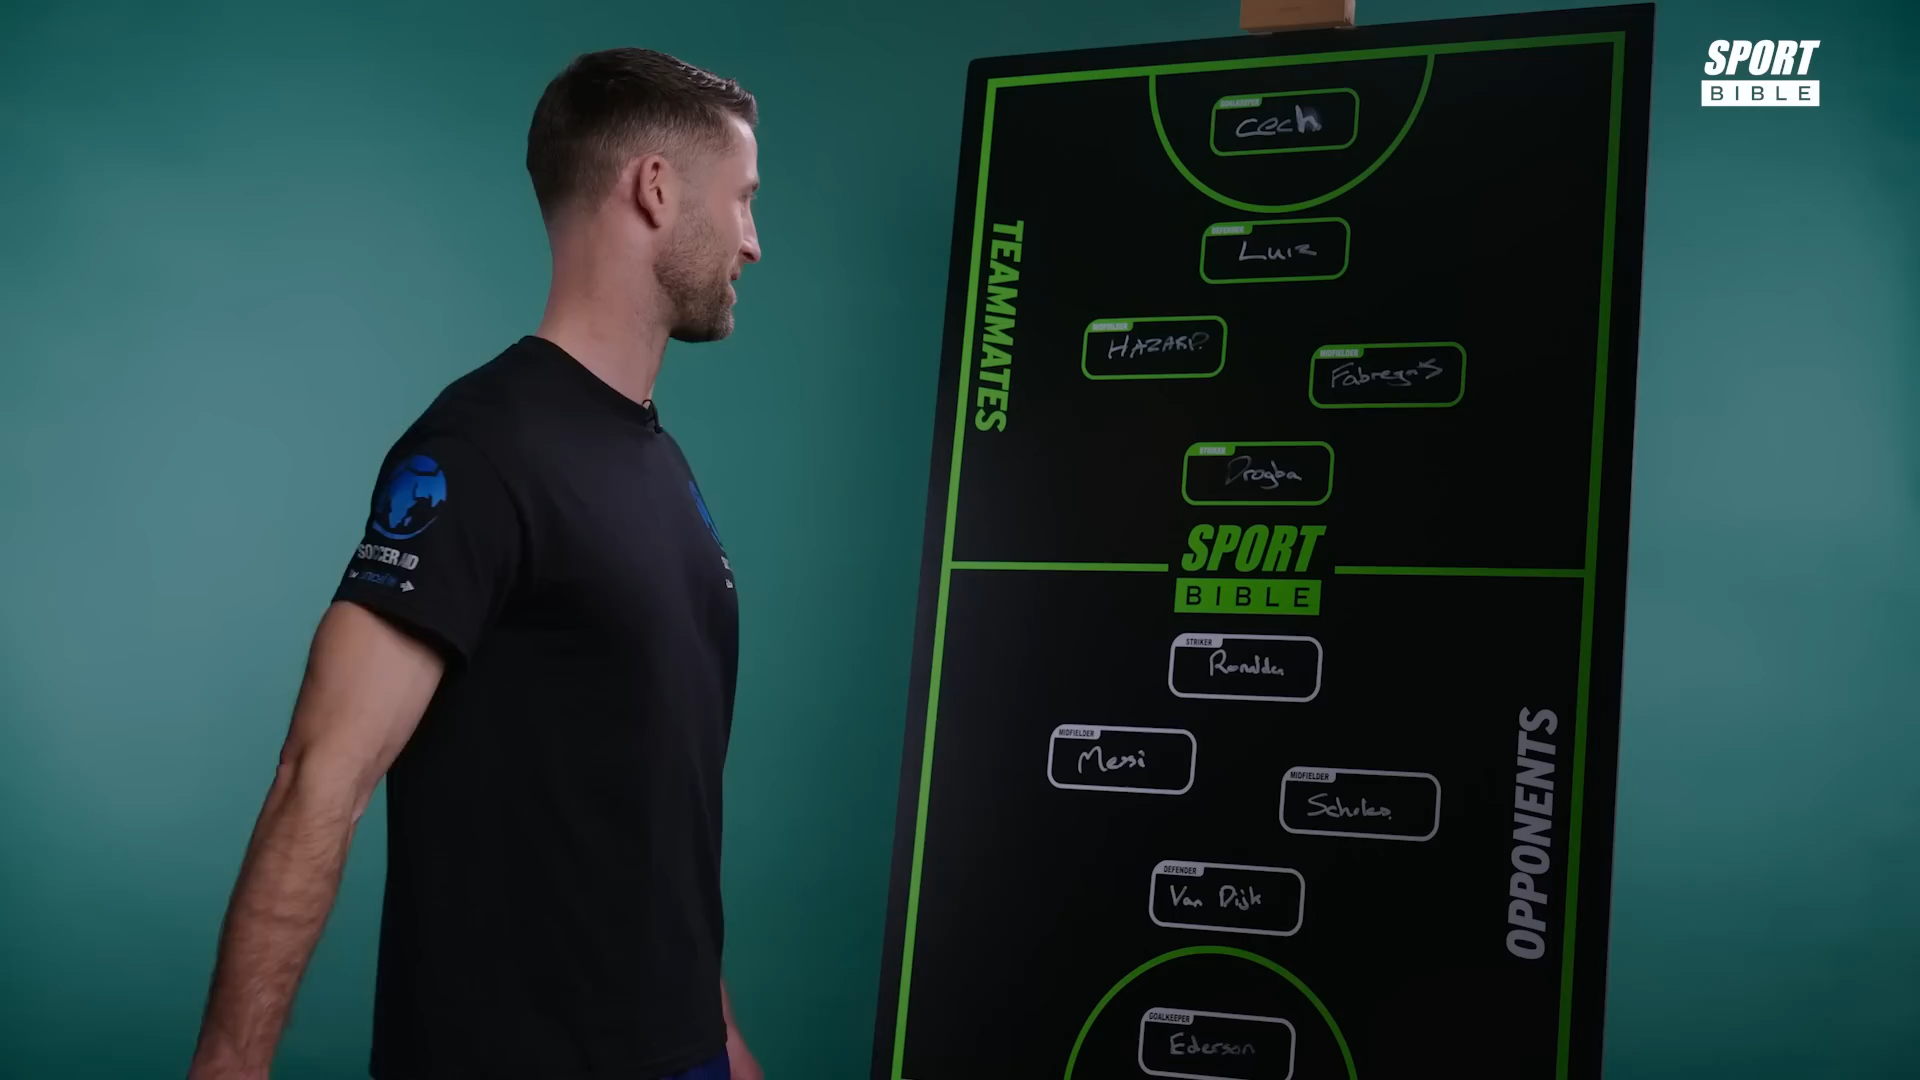 SPORT
BIBLE
GOALKEEPER
Cech
DEFENDER
Luiz
TEAMMATES
MIDFIELDER
HAZARD.
MIDFIELDER
Fabregas
STRIKER
Drogba
SPORT
BIBLE
STRIKER
Ronaldo
MIDFIELDER
Messi
MIDFIELDER
Scholes.
OPPONENTS
DEFENDER
Van Dijk
GOALKEEPER
Ederson
SOCCER AID
unicef